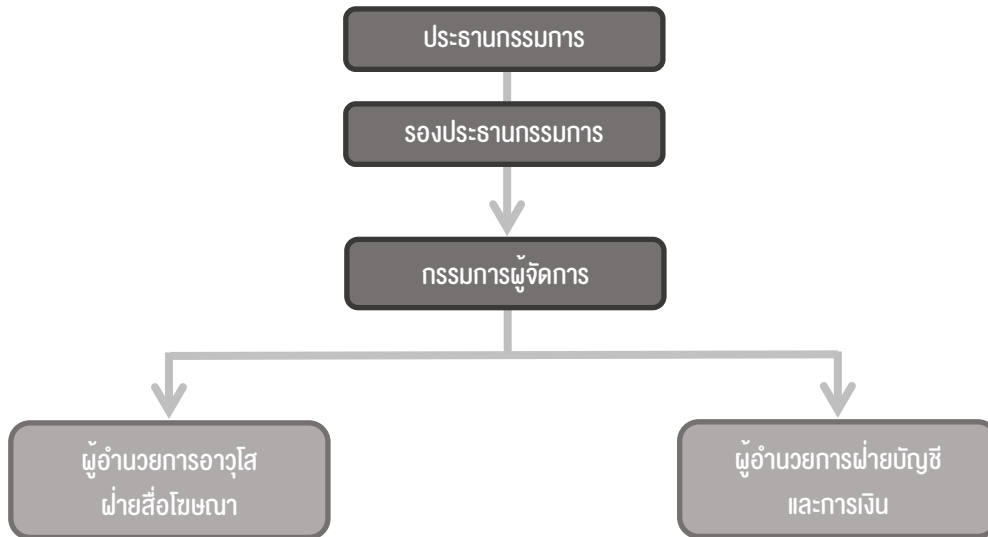 ประธานกรรมการ
รองประธานกรรมการ
กรรมการผู้จัดการ
ผู้อำนวยการอาวุโส
ฝ่ายสื่อโฆษณา
ผู้อำนวยการฝ่ายบัญชี
และการเงิน